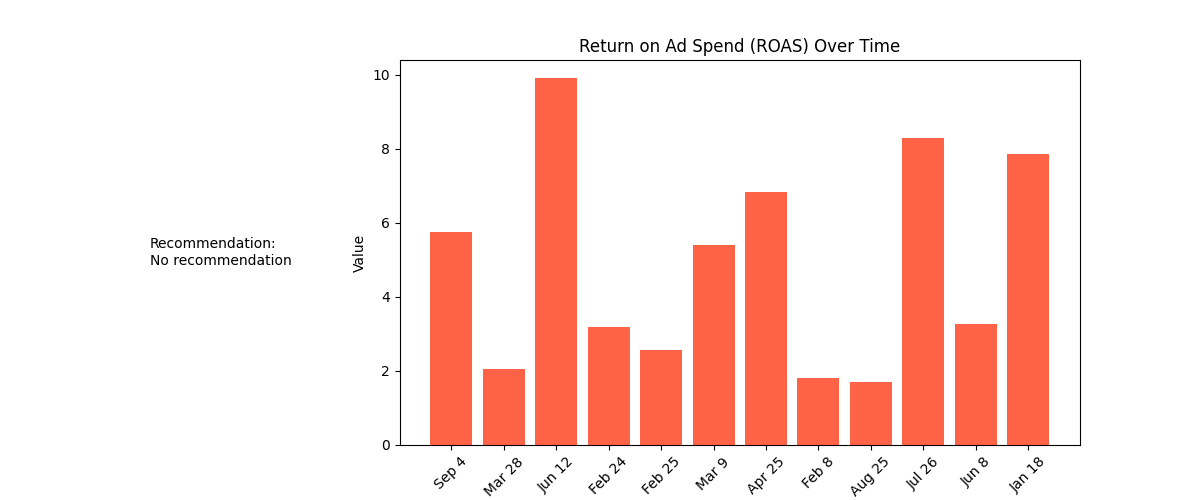 Return on Ad Spend (ROAS) Over Time
Recommendation:
No recommendation
Value
10
8
6
4
2
0
Sep 4
Mar 28
Jun 12
Feb 24
Feb 25
Mar 9
Apr 25
Feb 8
Aug 25
Jul 26
Jun 8
Jan 18